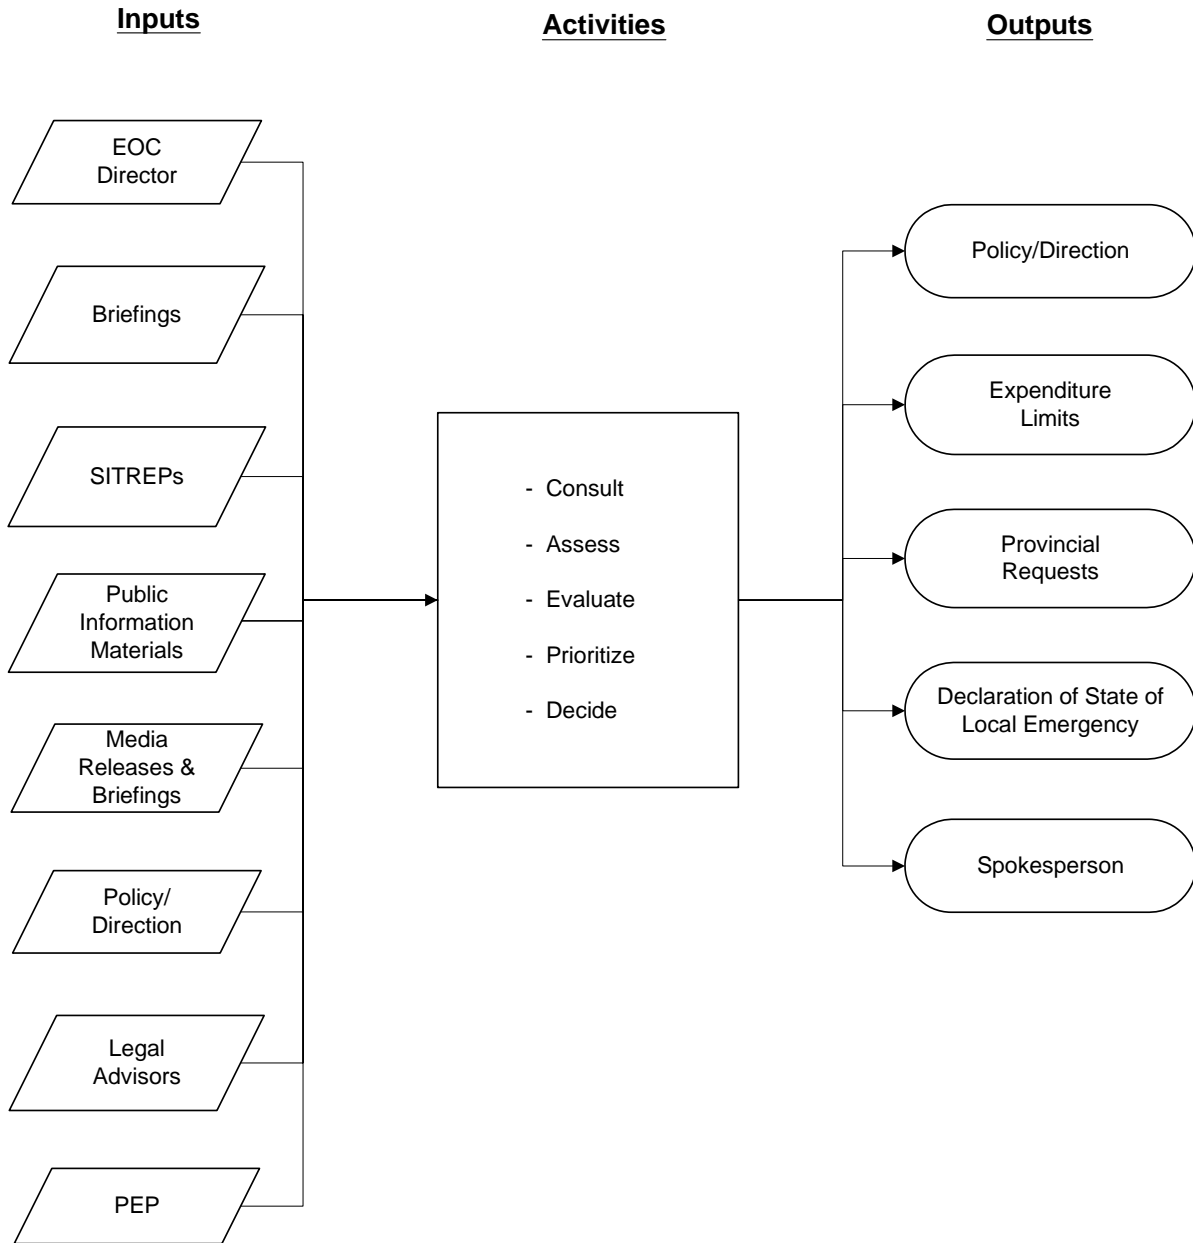 Inputs
Activities
Outputs
EOC
Director
Briefings
SITREPs
Public
Information
Materials
Media
Releases &
Briefings
Policy/
Direction
Legal
Advisors
PEP
- Consult
- Assess
- Evaluate
- Prioritize
- Decide
Policy/Direction
Expenditure
Limits
Provincial
Requests
Declaration of State of
Local Emergency
Spokesperson